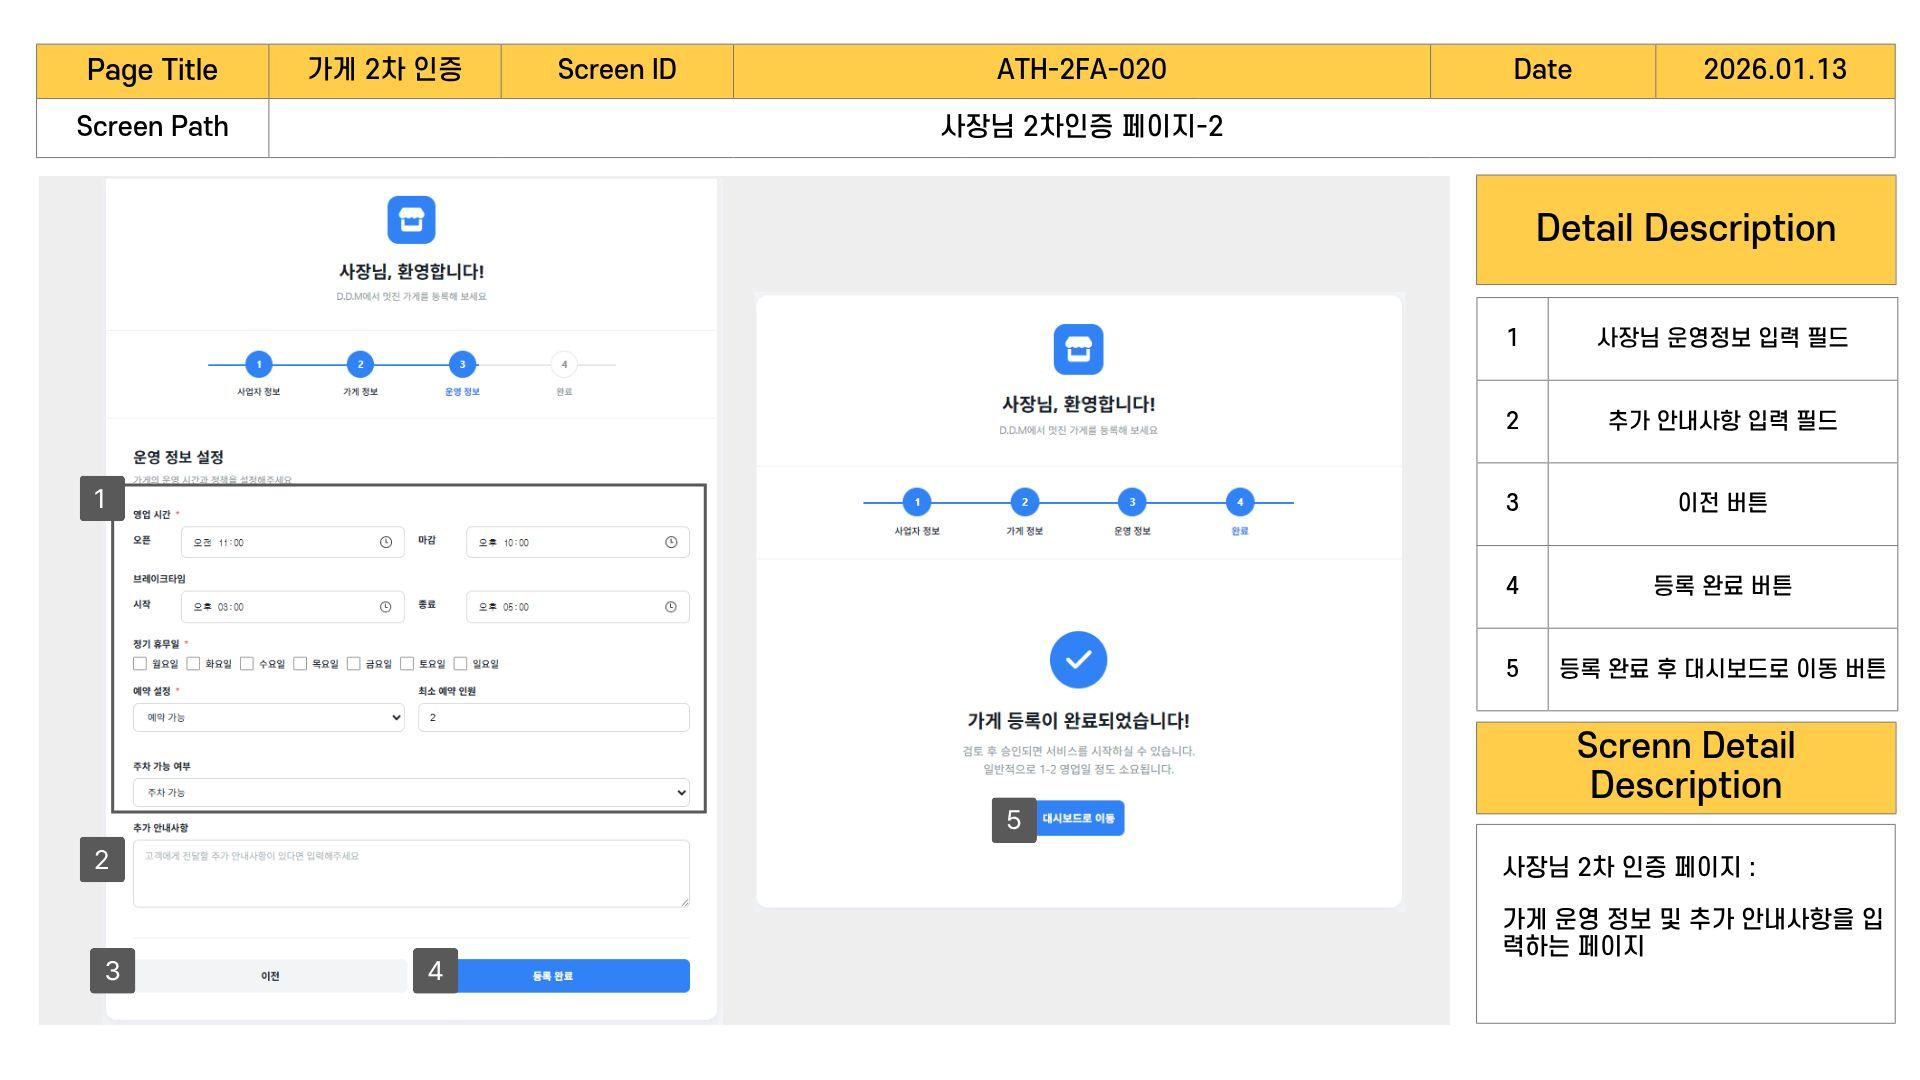 Page Title 가게 2차 인증 Screen ID ATH-2FA-020 Date 2026.01.13
Screen Path 사장님 2차인증 페이지-2
사장님, 환영합니다!
D.D.M에서 멋진 가게를 등록해 보세요
1 2 3 4
사업자 정보 가게 정보 운영 정보 완료
운영 정보 설정
가게의 운영 시간과 정책을 설정해주세요
1
영업 시간 *
오픈 오전 11:00 마감 오후 10:00
브레이크타임
시작 오후 03:00 종료 오후 05:00
정기 휴무일 *
월요일 화요일 수요일 목요일 금요일 토요일 일요일
예약 설정 * 최소 예약 인원
예약 가능 2
주차 가능 여부
주차 가능
추가 안내사항
2
고객에게 전달할 추가 안내사항이 있다면 입력해주세요
3 이전 4 등록 완료
사장님, 환영합니다!
D.D.M에서 멋진 가게를 등록해 보세요
1 2 3 4
사업자 정보 가게 정보 운영 정보 완료
가게 등록이 완료되었습니다!
검토 후 승인되면 서비스를 시작하실 수 있습니다.
일반적으로 1-2 영업일 정도 소요됩니다.
5 대시보드로 이동
Detail Description
1 사장님 운영정보 입력 필드
2 추가 안내사항 입력 필드
3 이전 버튼
4 등록 완료 버튼
5 등록 완료 후 대시보드로 이동 버튼
Screnn Detail
Description
사장님 2차 인증 페이지 :
가게 운영 정보 및 추가 안내사항을 입
력하는 페이지